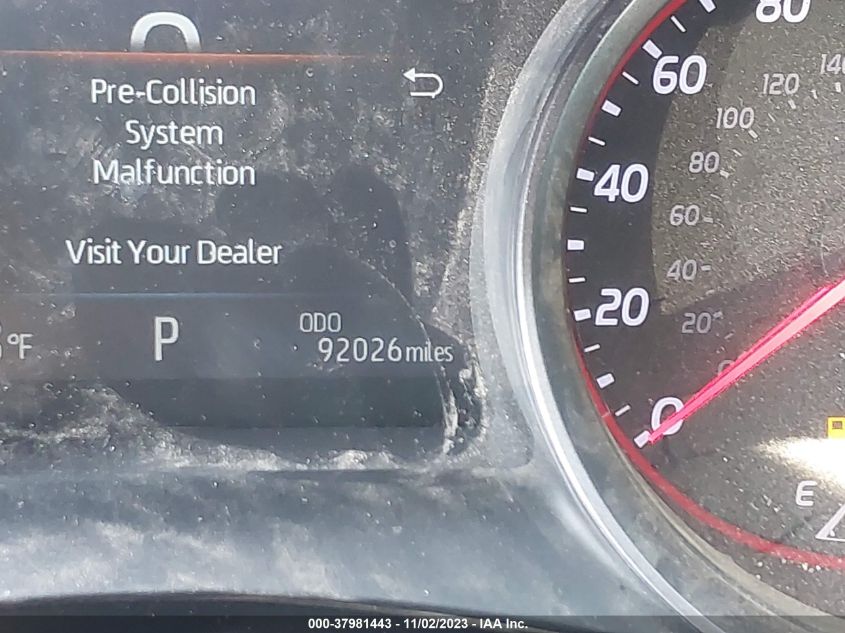 Pre-Collision
System
Malfunction
Visit Your Dealer
°F
P
ODO
92026 miles
80
60
40
20
0
140
120
100
80
60
40
20
E
000-37981443 - 11/02/2023 - IAA Inc.